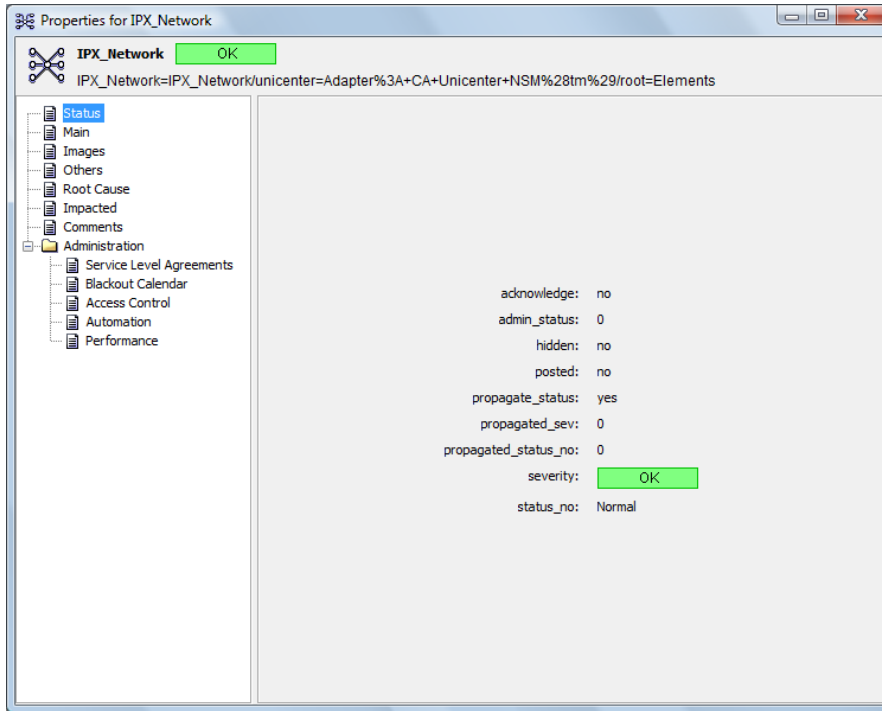 Properties for IPX_Network
IPX_Network OK
IPX_Network=IPX_Network/unicenter=Adapter%3A+CA+Unicenter+NSM%28tm%29/root=Elements
Status
Main
Images
Others
Root Cause
Impacted
Comments
Administration
Service Level Agreements
Blackout Calendar
Access Control
Automation
Performance
acknowledge: no
admin_status: 0
hidden: no
posted: no
propagate_status: yes
propagated_sev: 0
propagated_status_no: 0
severity: OK
status_no: Normal